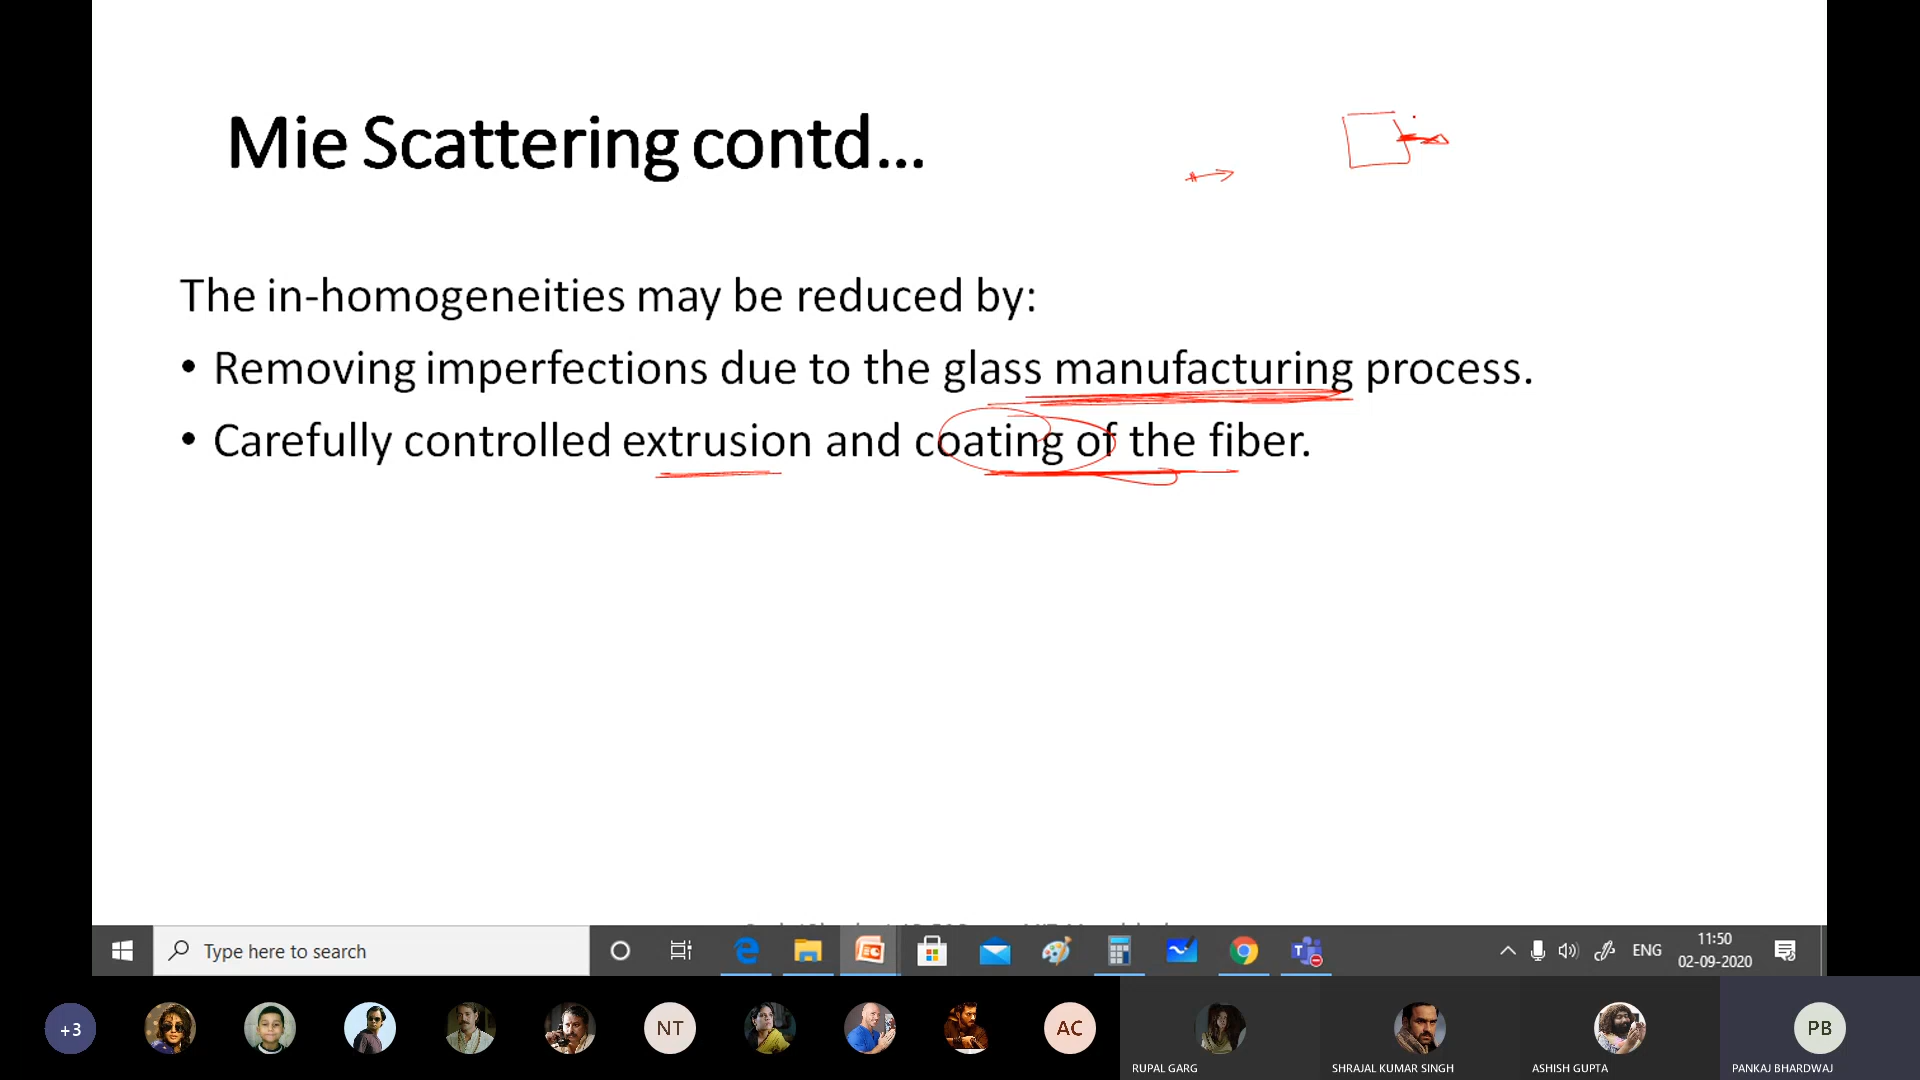 Mie Scattering contd...
The in-homogeneities may be reduced by:
• Removing imperfections due to the glass manufacturing process.
• Carefully controlled extrusion and coating of the fiber.
Type here to search
ENG
11:50
02-09-2020
+3
NT
AC
PB
RUPAL GARG
SHRAJAL KUMAR SINGH
ASHISH GUPTA
PANKAJ BHARDWAJ